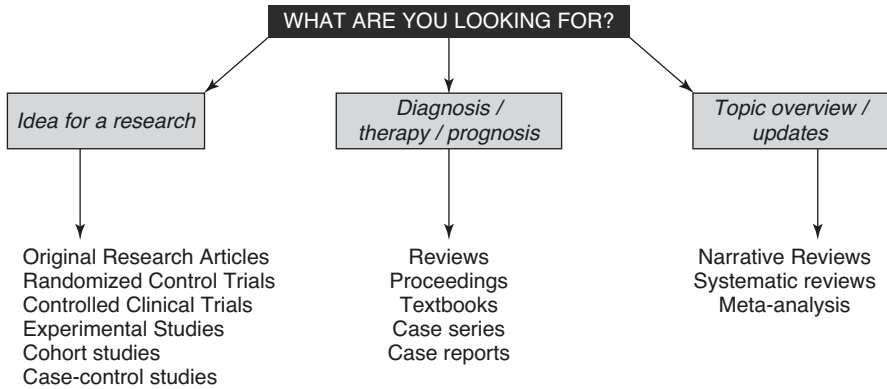 WHAT ARE YOU LOOKING FOR?
Idea for a research
Diagnosis /
therapy / prognosis
Topic overview /
updates
Original Research Articles
Randomized Control Trials
Controlled Clinical Trials
Experimental Studies
Cohort studies
Case-control studies
Reviews
Proceedings
Textbooks
Case series
Case reports
Narrative Reviews
Systematic reviews
Meta-analysis